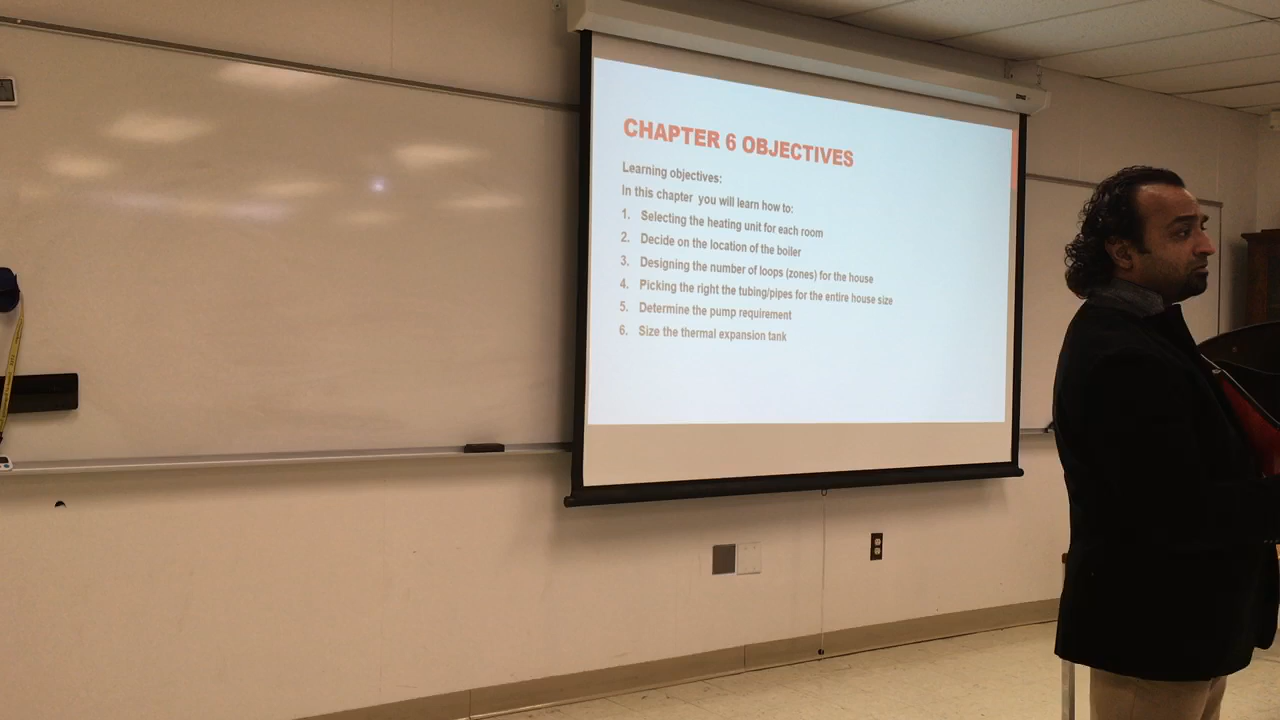 CHAPTER 6 OBJECTIVES
Learning objectives:
In this chapter you will learn how to:
1. Selecting the heating unit for each room
2. Decide on the location of the boiler
3. Designing the number of loops (zones) for the house
4. Picking the right the tubing/pipes for the entire house size
5. Determine the pump requirement
6. Size the thermal expansion tank